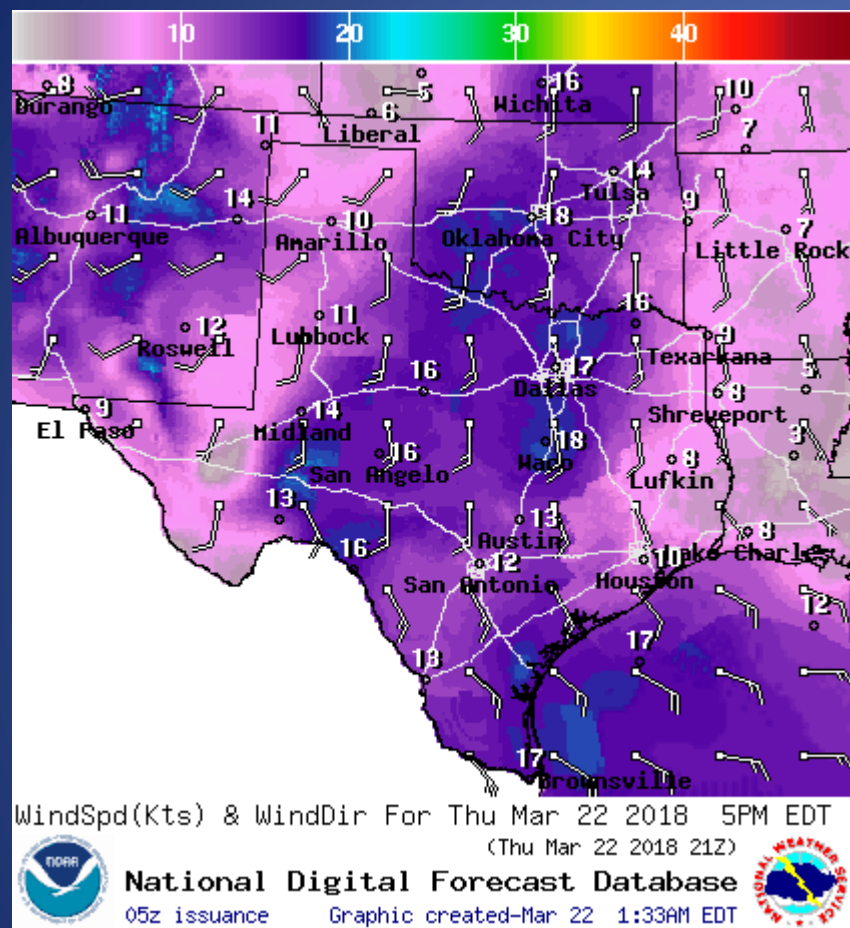 10 20 30 40
8 5 16 10
Durango Wichita
6
Liberal
11 7
14
Tulsa
11 14 10 18 9 7
Albuquerque Amarillo Oklahoma City Little Rock
12 11 16
Roswell Lubbock
9
Texarkana
16 17 8 5
Dallas
9 14 Shreveport
El Paso Midland
16 18 8 3
San Angelo Waco Lufkin
13 13 8
Austin Lake Charles
16 12 10
San Antonio Houston
12
17
13
17
Brownsville
WindSpd(Kts) & WindDir For Thu Mar 22 2018 5PM EDT
(Thu Mar 22 2018 21Z)
National Digital Forecast Database
05z issuance Graphic created-Mar 22 1:33AM EDT
NOAA
NATIONAL WEATHER SERVICE